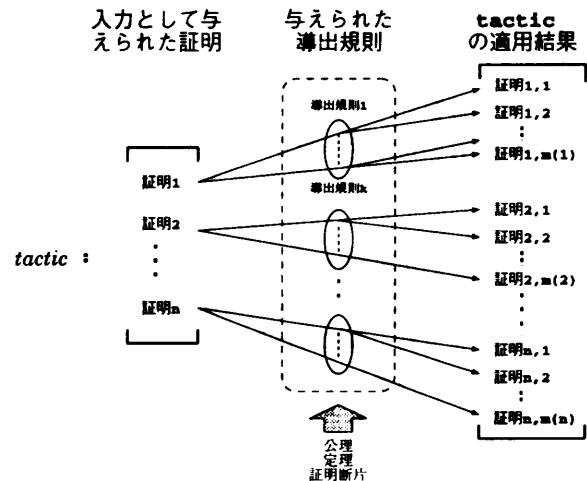 入力として与
えられた証明
与えられた
導出規則
tactic
の適用結果
tactic :
証明1
証明2
証明n
導出規則1
導出規則k
公理
定理
証明断片
証明1,1
証明1,2
証明1,m(1)
証明2,1
証明2,2
証明2,m(2)
証明n,1
証明n,2
証明n,m(n)